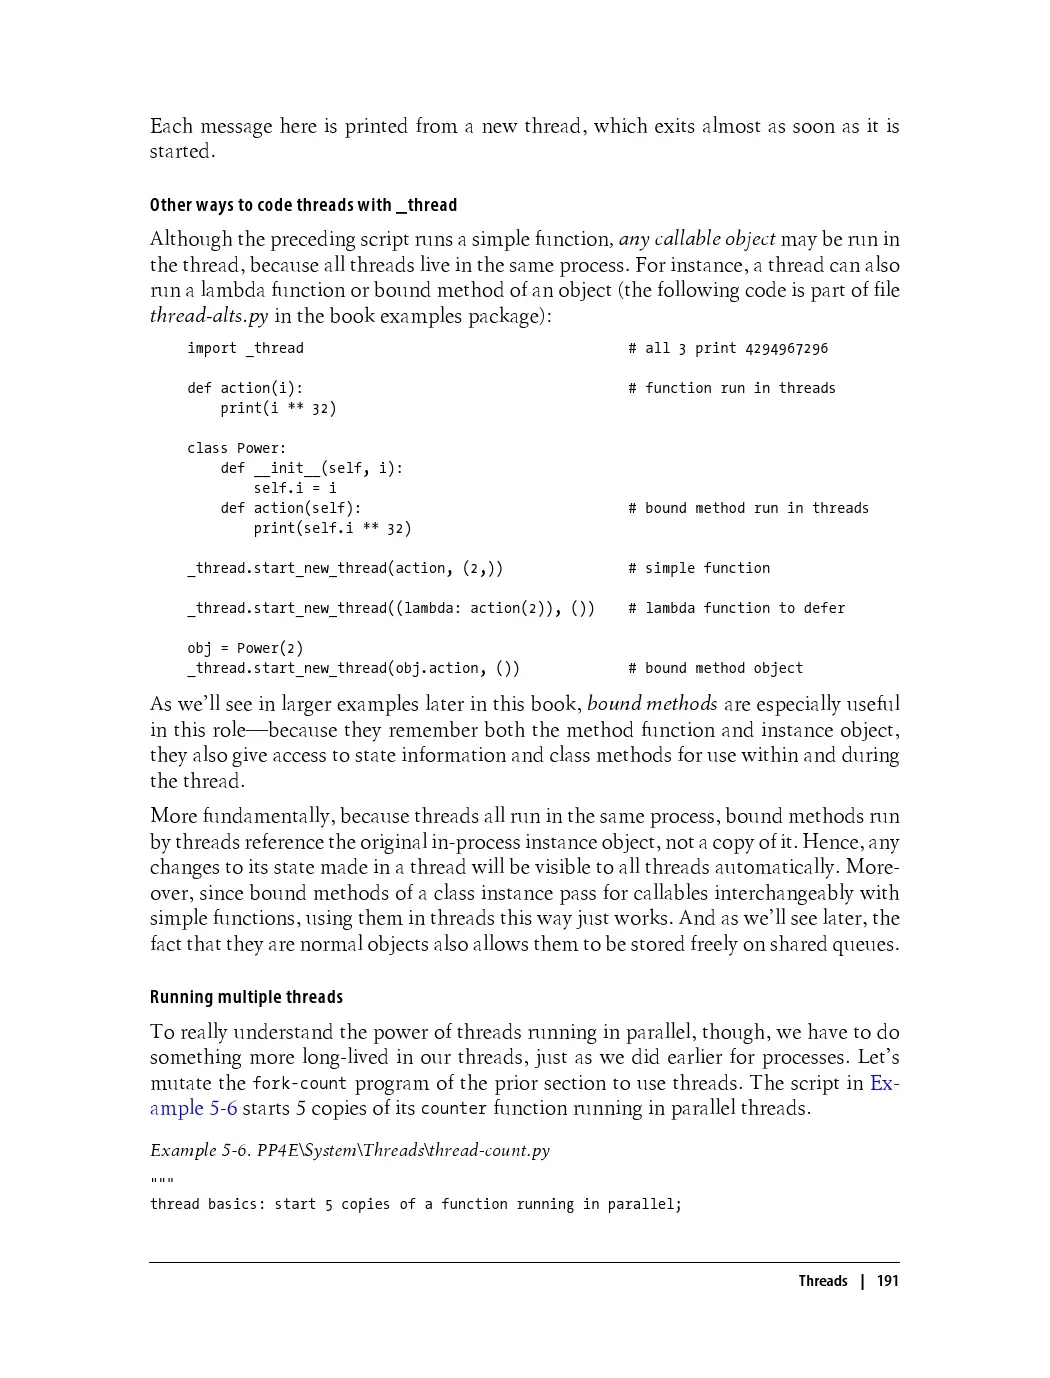 Each message here is printed from a new thread, which exits almost as soon as it is
started.
Other ways to code threads with _thread
Although the preceding script runs a simple function, any callable object may be run in
the thread, because all threads live in the same process. For instance, a thread can also
run a lambda function or bound method of an object (the following code is part of file
thread-alts.py in the book examples package):
import _thread # all 3 print 4294967296
def action(i): # function run in threads
    print(i ** 32)
class Power:
    def __init__(self, i):
        self.i = i
    def action(self): # bound method run in threads
        print(self.i ** 32)
_thread.start_new_thread(action, (2,)) # simple function
_thread.start_new_thread((lambda: action(2)), ()) # lambda function to defer
obj = Power(2)
_thread.start_new_thread(obj.action, ()) # bound method object
As we’ll see in larger examples later in this book, bound methods are especially useful
in this role—because they remember both the method function and instance object,
they also give access to state information and class methods for use within and during
the thread.
More fundamentally, because threads all run in the same process, bound methods run
by threads reference the original in-process instance object, not a copy of it. Hence, any
changes to its state made in a thread will be visible to all threads automatically. More-
over, since bound methods of a class instance pass for callables interchangeably with
simple functions, using them in threads this way just works. And as we’ll see later, the
fact that they are normal objects also allows them to be stored freely on shared queues.
Running multiple threads
To really understand the power of threads running in parallel, though, we have to do
something more long-lived in our threads, just as we did earlier for processes. Let’s
mutate the fork-count program of the prior section to use threads. The script in Ex-
ample 5-6 starts 5 copies of its counter function running in parallel threads.
Example 5-6. PP4E\System\Threads\thread-count.py
"""
thread basics: start 5 copies of a function running in parallel;
Threads | 191